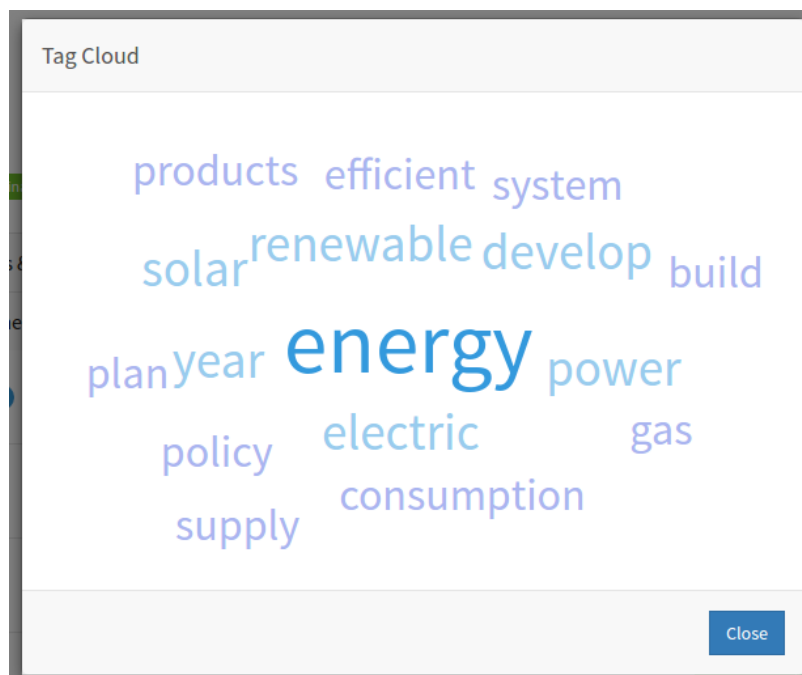 Tag Cloud
products efficient system
solar renewable develop build
plan year energy power
policy electric gas
supply consumption
Close